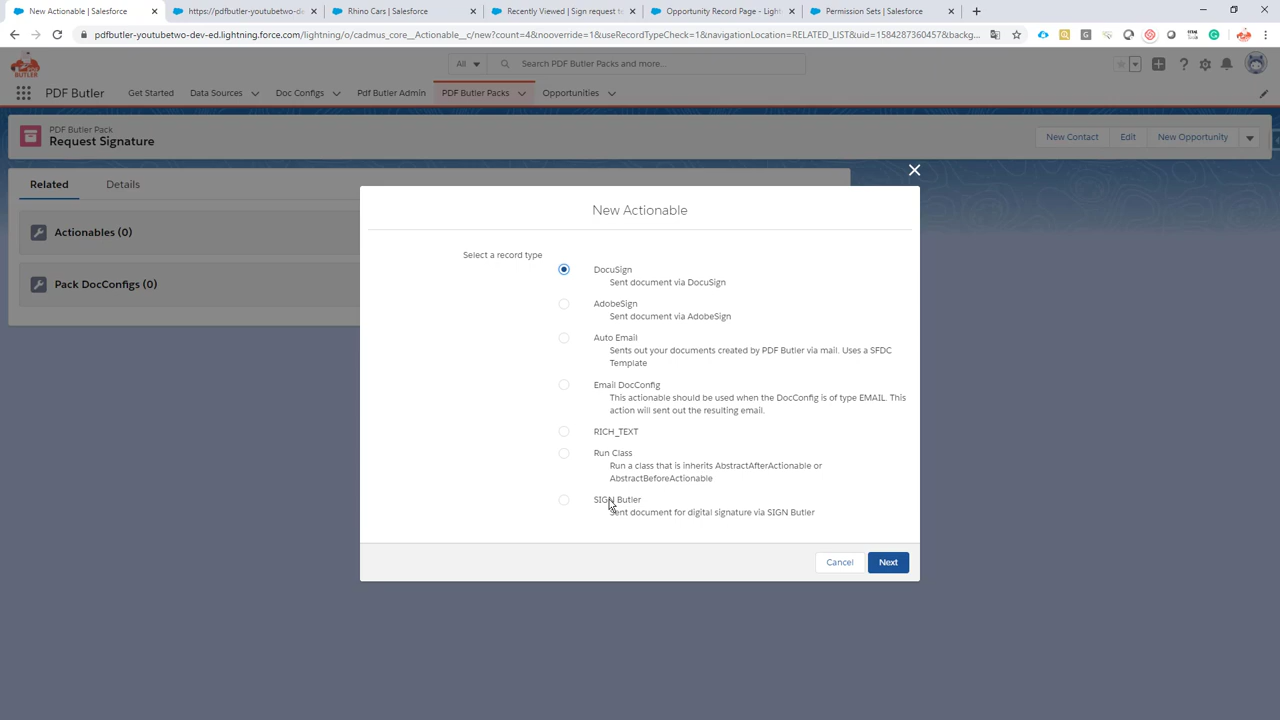 New Actionable | Salesforce
https://pdfbutler-youtubetwo-de
Rhino Cars | Salesforce
Recently Viewed | Sign request t
Opportunity Record Page - Light
Permission Sets | Salesforce
pdfbutler-youtubetwo-dev-ed.lightning.force.com/lightning/o/cadmus_core__Actionable__c/new?count=4&nooverride=1&useRecordTypeCheck=1&navigationLocation=RELATED_LIST&uid=1584287360457&backg...
BUTLER
All
Search PDF Butler Packs and more...
PDF Butler
Get Started
Data Sources
Doc Configs
Pdf Butler Admin
PDF Butler Packs
Opportunities
PDF Butler Pack
Request Signature
New Contact
Edit
New Opportunity
Related
Details
Actionables (0)
Pack DocConfigs (0)
New Actionable
Select a record type
DocuSign
Sent document via DocuSign
AdobeSign
Sent document via AdobeSign
Auto Email
Sents out your documents created by PDF Butler via mail. Uses a SFDC
Template
Email DocConfig
This actionable should be used when the DocConfig is of type EMAIL. This
action will sent out the resulting email.
RICH_TEXT
Run Class
Run a class that is inherits AbstractAfterActionable or
AbstractBeforeActionable
SIGN Butler
Sent document for digital signature via SIGN Butler
Cancel
Next